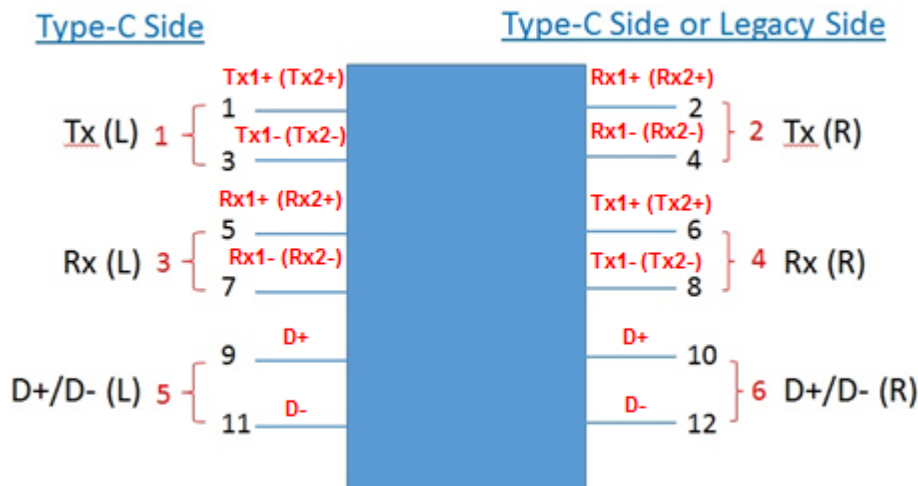 Type-C Side
Type-C Side or Legacy Side
Tx1+ (Tx2+)
Rx1+ (Rx2+)
1
2
Tx (L) 1
2 Tx (R)
Tx1- (Tx2-)
Rx1- (Rx2-)
3
4
Rx1+ (Rx2+)
Tx1+ (Tx2+)
5
6
Rx (L) 3
4 Rx (R)
Rx1- (Rx2-)
Tx1- (Tx2-)
7
8
D+
D+
9
10
D+/D- (L) 5
6 D+/D- (R)
D-
D-
11
12